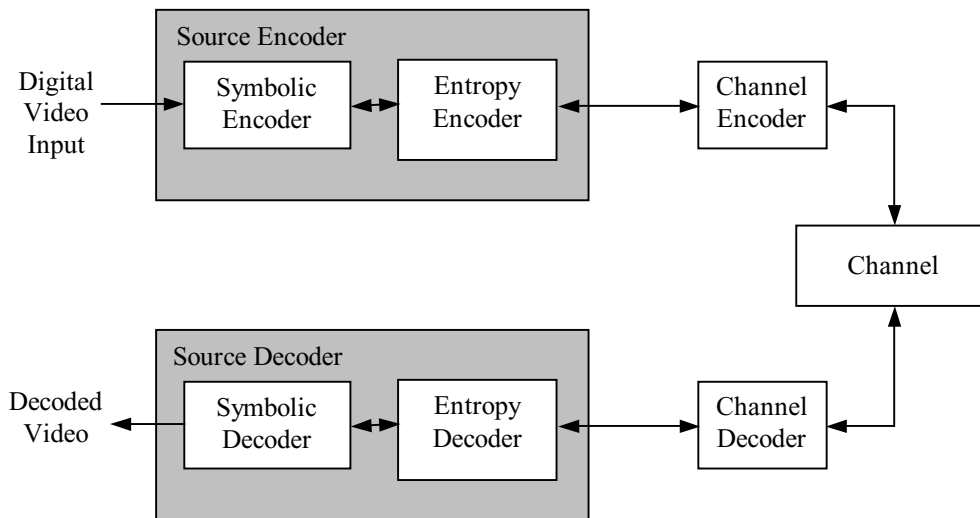 Source Encoder
Digital
Video
Input
Symbolic
Encoder
Entropy
Encoder
Channel
Encoder
Channel
Source Decoder
Decoded
Video
Symbolic
Decoder
Entropy
Decoder
Channel
Decoder